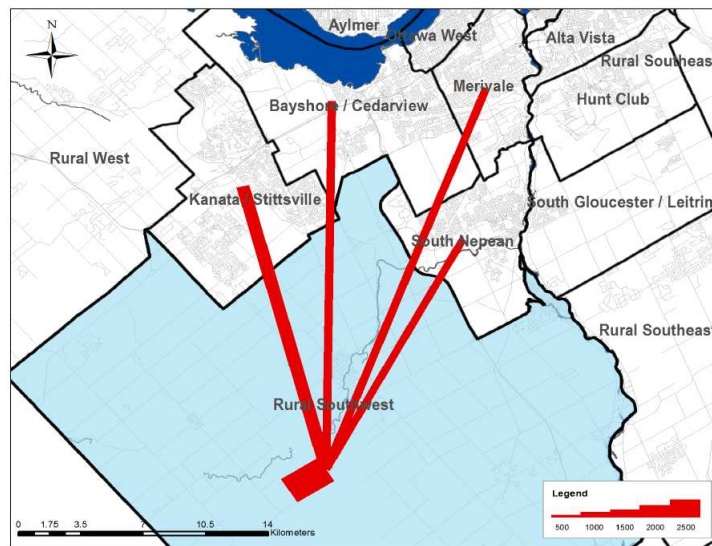 N
Aylmer
Ottawa West
Alta Vista
Rural Southeast
Merivale
Hunt Club
Bayshore / Cedarview
Rural West
Kanata / Stittsville
South Gloucester / Leitrim
South Nepean
Rural Southeast
Rural Southwest
Legend
500 1000 1500 2000 2500
0 1.75 3.5 7 10.5 14
Kilometers